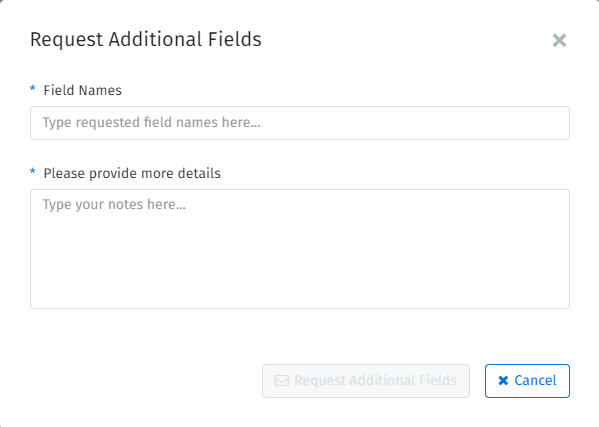 Request Additional Fields
* Field Names
Type requested field names here...
* Please provide more details
Type your notes here...
Request Additional Fields
Cancel